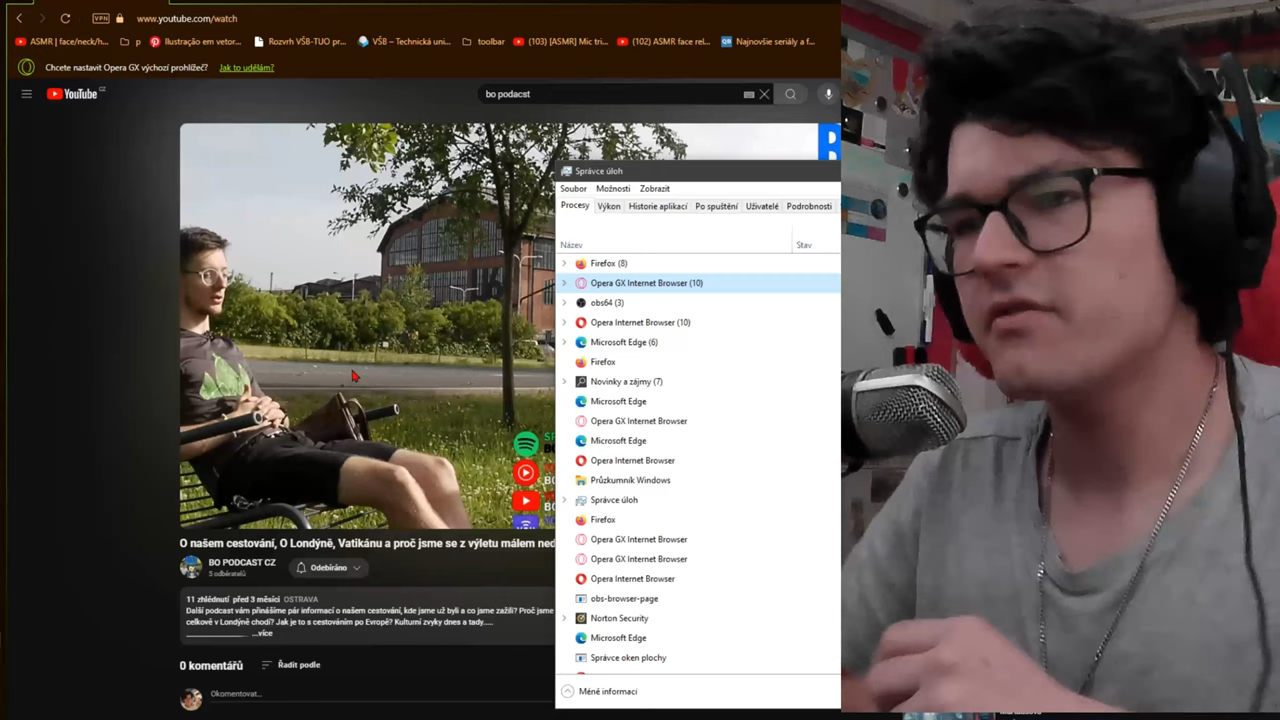 VPN www.youtube.com/watch
ASMR | face/neck/h... p Ilustração em vetor... Rozvrh VŠB-TUO pr... VŠB – Technická uni... toolbar (103) [ASMR] Mic tri... (102) ASMR face rel... Najnovšie seriály a f...
Chcete nastavit Opera GX výchozí prohlížeč? Jak to udělám?
YouTube CZ
bo podacst
Správce úloh
Soubor Možnosti Zobrazit
Procesy Výkon Historie aplikací Po spuštění Uživatelé Podrobnosti
Název Stav
Firefox (8)
Opera GX Internet Browser (10)
obs64 (3)
Opera Internet Browser (10)
Microsoft Edge (6)
Firefox
Novinky a zájmy (7)
Microsoft Edge
Opera GX Internet Browser
Microsoft Edge
Opera Internet Browser
Průzkumník Windows
Správce úloh
Firefox
Opera GX Internet Browser
Opera GX Internet Browser
Opera Internet Browser
obs-browser-page
Norton Security
Microsoft Edge
Správce oken plochy
Méně informací
O našem cestování, O Londýně, Vatikánu a proč jsme se z výletu málem ned
BO PODCAST CZ
5 odběratelů
Odebíráno
11 zhlédnutí před 3 měsíci OSTRAVA
Další podcast vám přinášíme pár informací o našem cestování, kde jsme už byli a co jsme zažili? Proč jsme
celkově v Londýně chodí? Jak je to s cestováním po Evropě? Kulturní zvyky dnes a tady.....
...více
0 komentářů Řadit podle
Okomentovat...